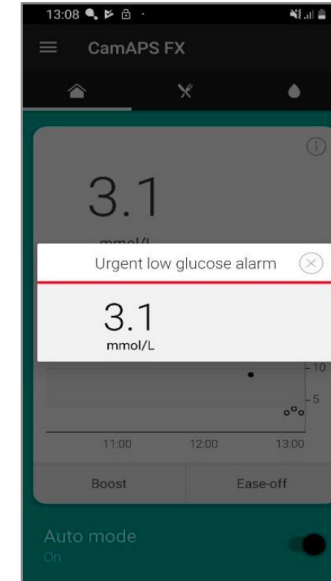 13:08
CamAPS FX
3.1
mmol/L
Urgent low glucose alarm
3.1
mmol/L
10
5
11:00 12:00 13:00
Boost Ease-off
Auto mode
On